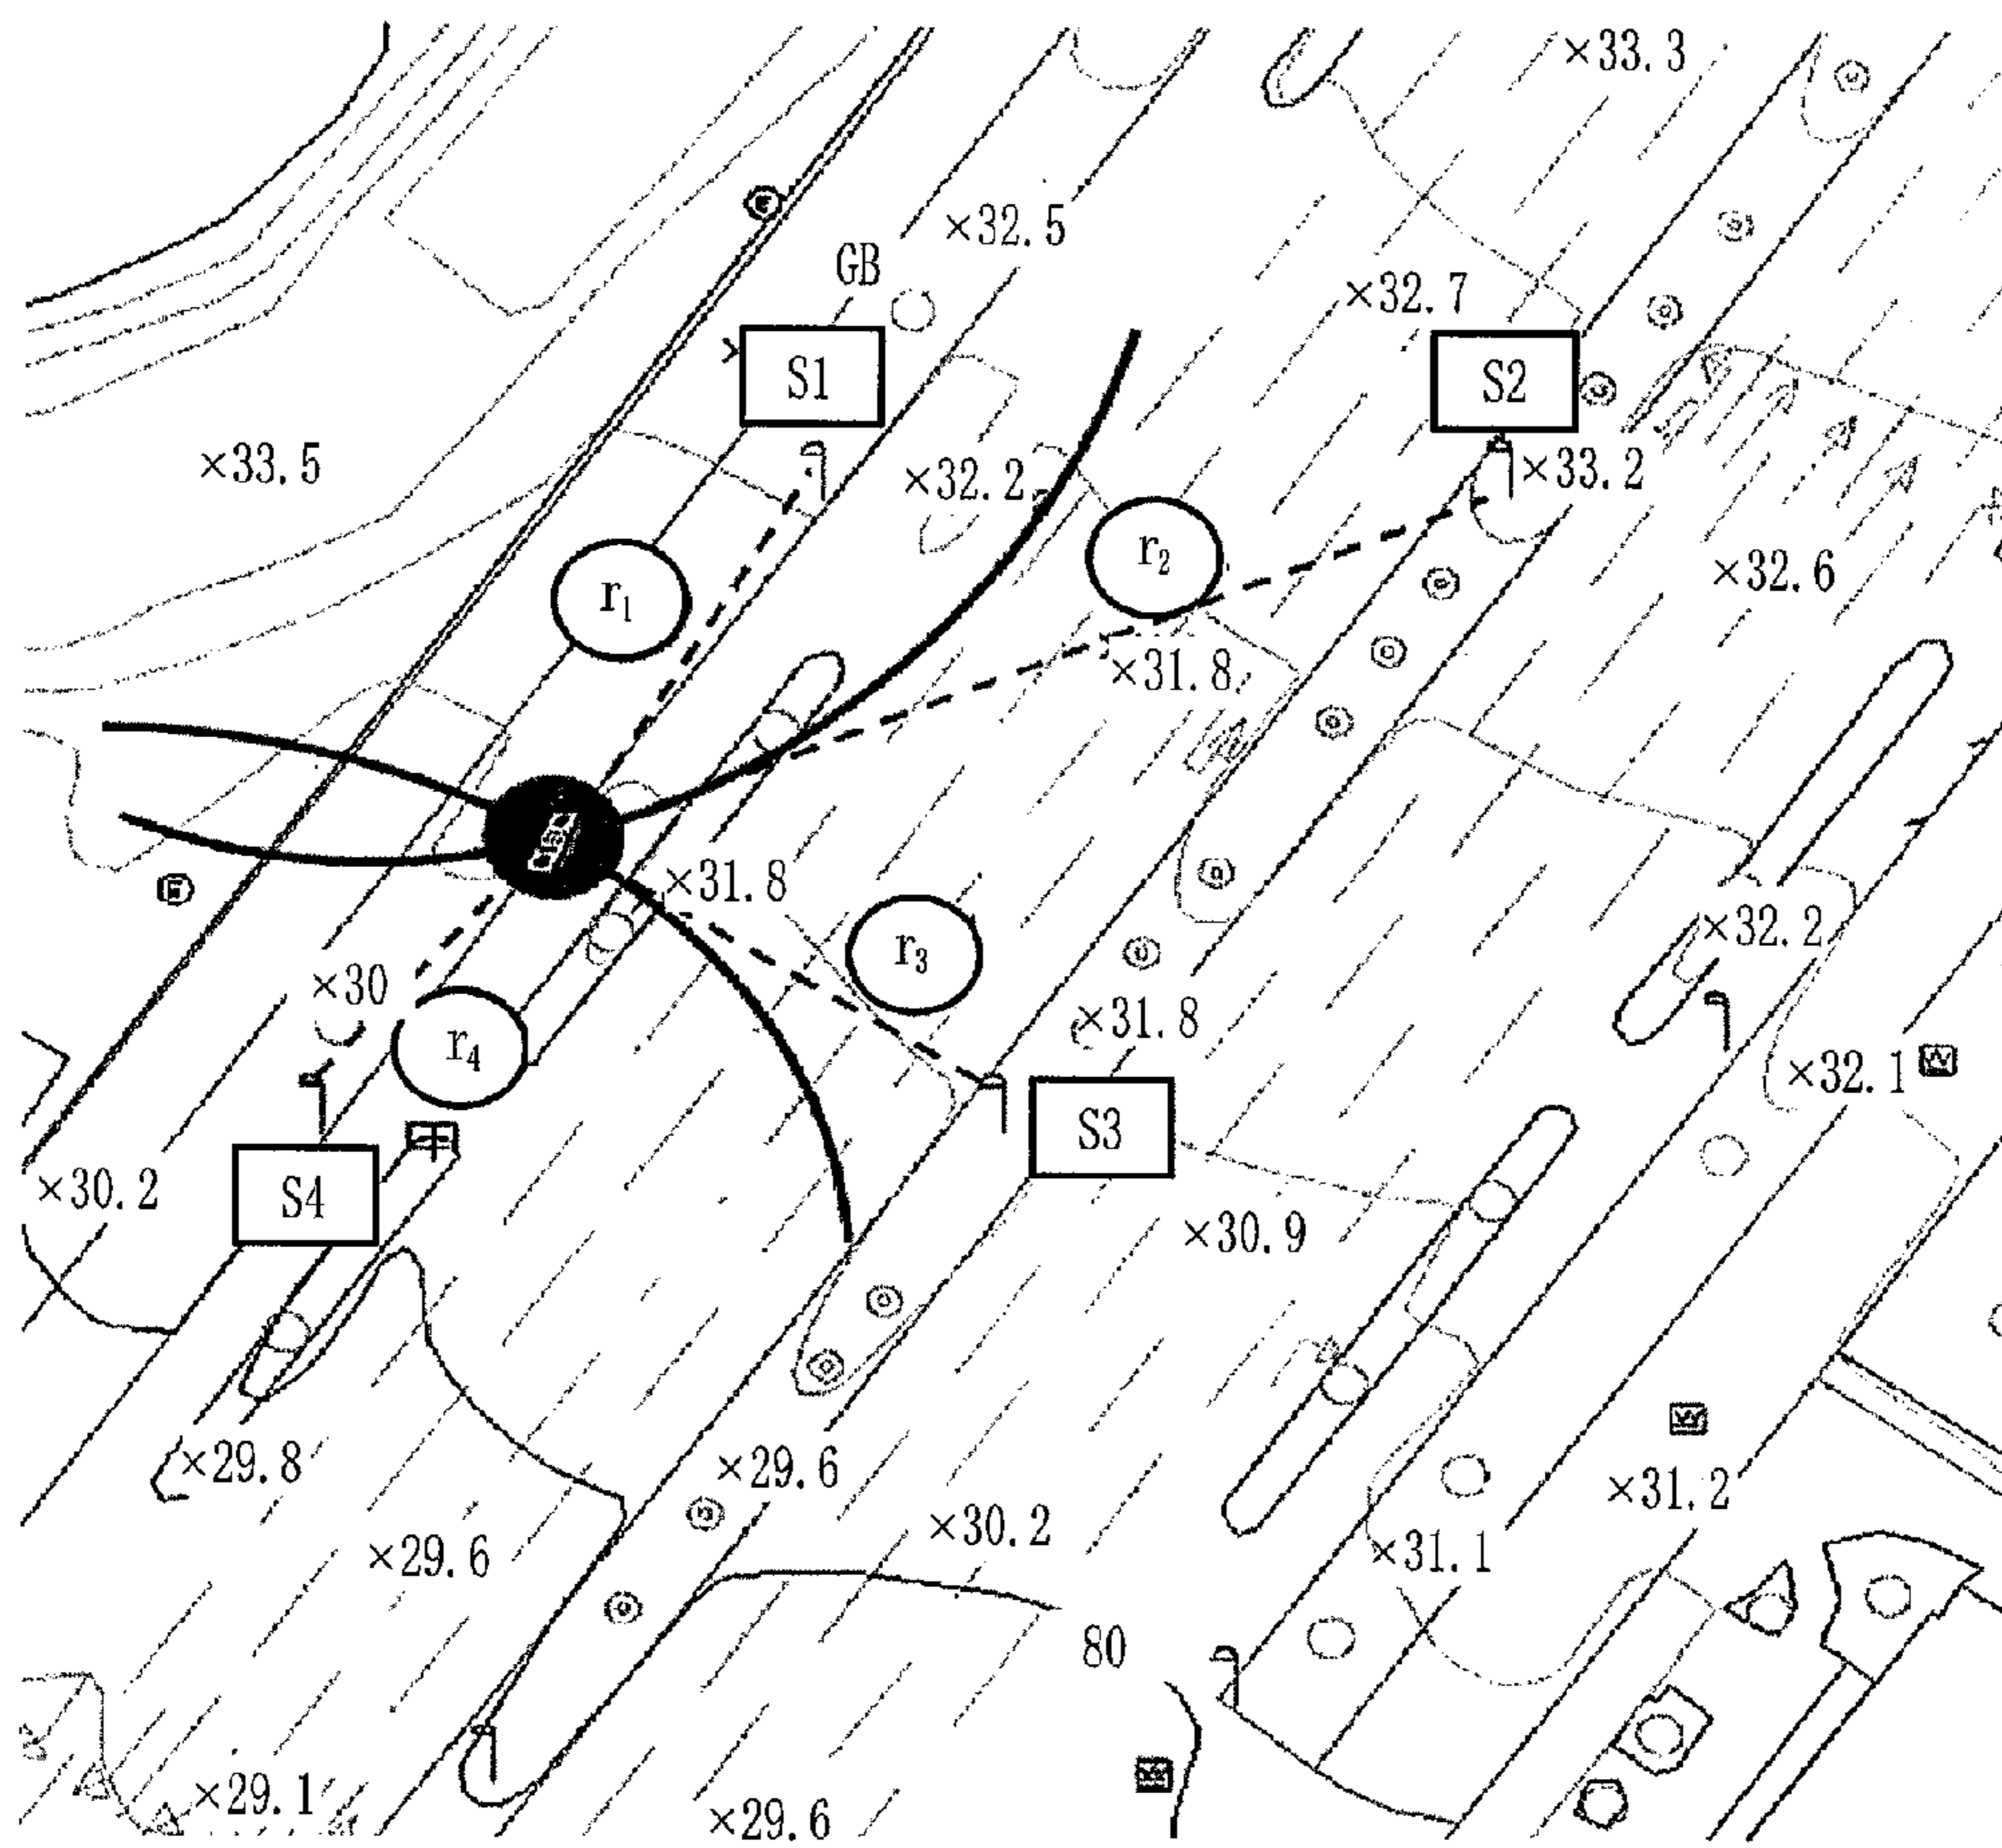 ×33.3
×32.5
GB
×32.7
S1
S2
×33.5
×32.2
×33.2
r₁
r₂
×32.6
×31.8
×31.8
r₃
×32.2
×30
r₄
×31.8
×32.1
S3
×30.2
S4
×30.9
×29.8
×29.6
×31.2
×29.6
×30.2
×31.1
80
×29.1
×29.6